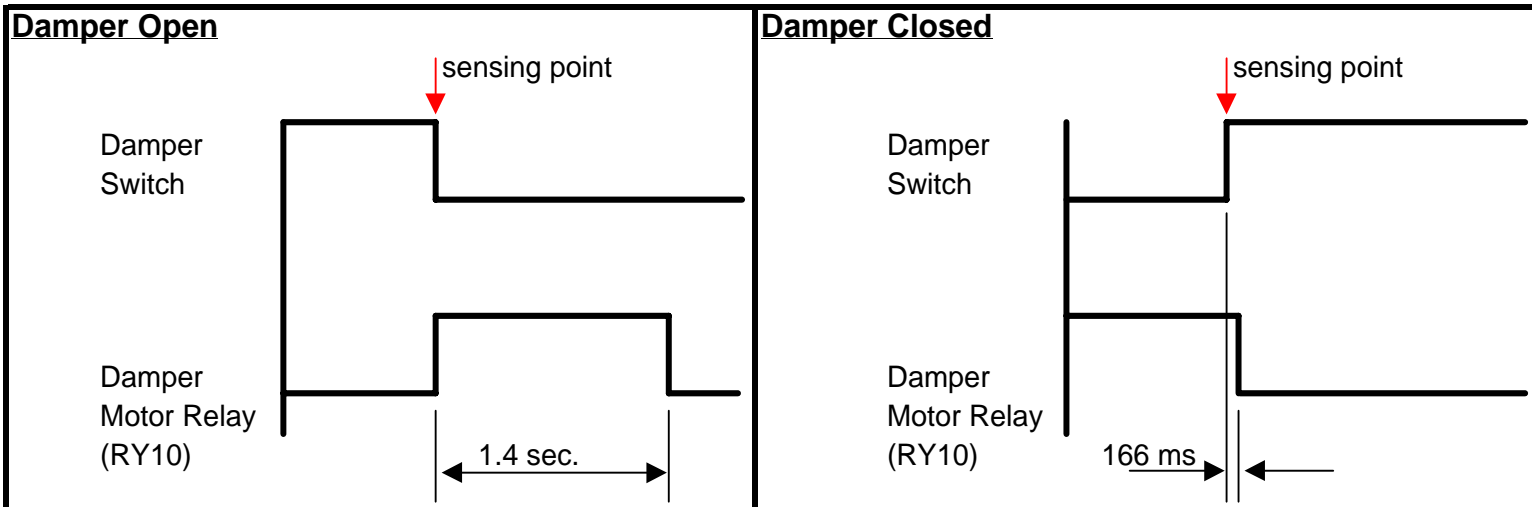 Damper Open
sensing point
Damper
Switch
Damper
Motor Relay
(RY10)
1.4 sec.
Damper Closed
sensing point
Damper
Switch
Damper
Motor Relay
(RY10)
166 ms